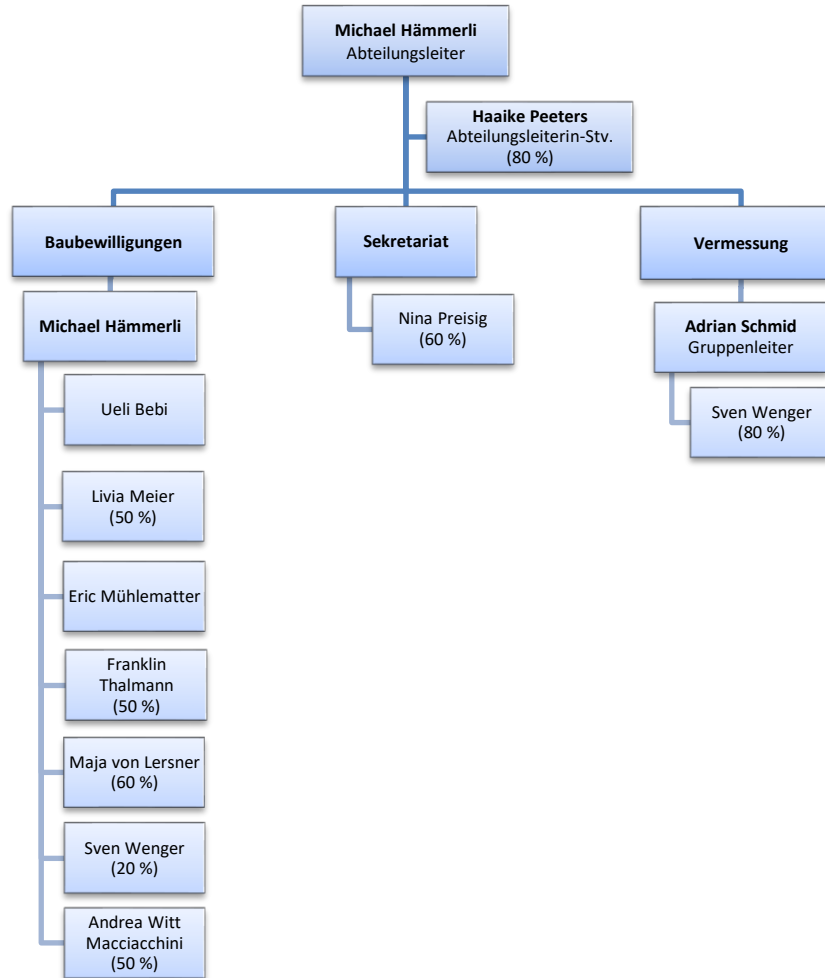 Michael Hämmerli
Abteilungsleiter
Haaike Peeters
Abteilungsleiterin-Stv.
(80 %)
Baubewilligungen
Sekretariat
Vermessung
Michael Hämmerli
Nina Preisig
(60 %)
Adrian Schmid
Gruppenleiter
Ueli Bebi
Sven Wenger
(80 %)
Livia Meier
(50 %)
Eric Mühlematter
Franklin
Thalmann
(50 %)
Maja von Lersner
(60 %)
Sven Wenger
(20 %)
Andrea Witt
Macciacchini
(50 %)